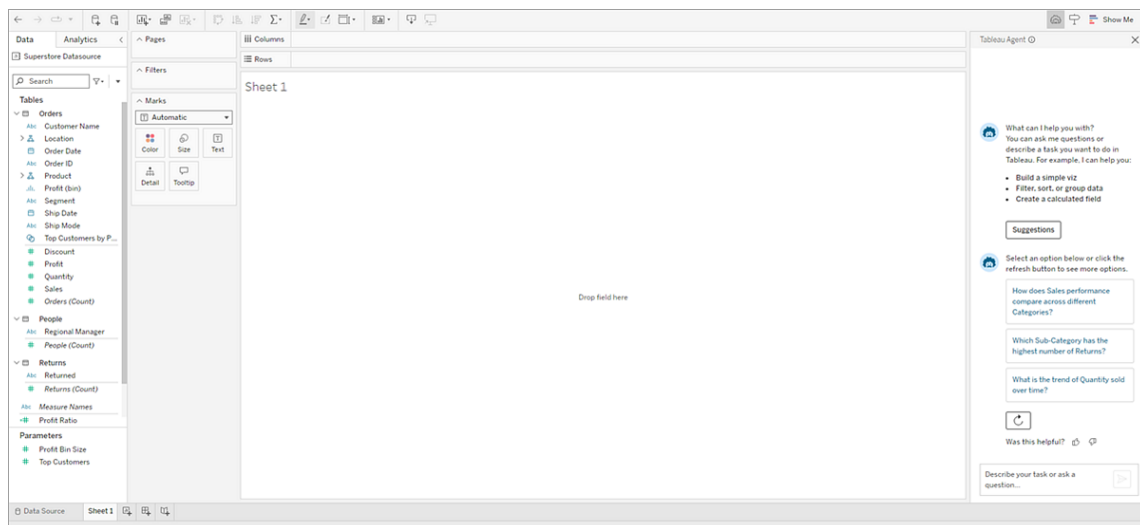 Show Me
Data
Analytics
Superstore Datasource
Search
Tables
Orders
Abc Customer Name
Location
Order Date
Abc Order ID
Product
Profit (bin)
Abc Segment
Ship Date
Abc Ship Mode
Top Customers by P...
# Discount
# Profit
# Quantity
# Sales
# Orders (Count)
People
Abc Regional Manager
# People (Count)
Returns
Abc Returned
# Returns (Count)
Abc Measure Names
=# Profit Ratio
Parameters
# Profit Bin Size
# Top Customers
Pages
Filters
Marks
Automatic
Color
Size
Text
Detail
Tooltip
Columns
Rows
Sheet 1
Drop field here
Tableau Agent
What can I help you with?
You can ask me questions or
describe a task you want to do in
Tableau. For example, I can help you:
• Build a simple viz
• Filter, sort, or group data
• Create a calculated field
Suggestions
Select an option below or click the
refresh button to see more options.
How does Sales performance
compare across different
Categories?
Which Sub-Category has the
highest number of Returns?
What is the trend of Quantity sold
over time?
Was this helpful?
Describe your task or ask a
question...
Data Source
Sheet 1